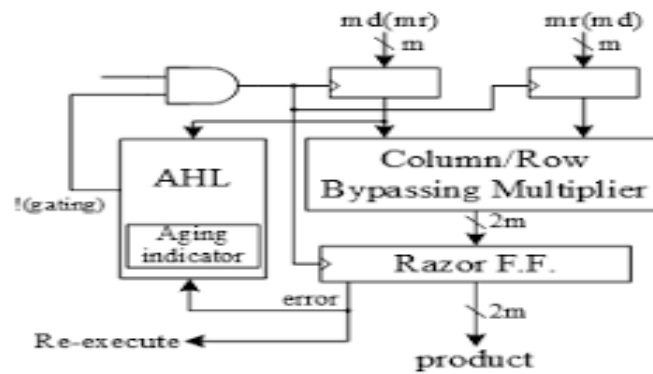 md(mr)
mr(md)
m
m
AHL
Column/Row
Bypassing Multiplier
!(gating)
Aging
indicator
2m
Razor F.F.
error
2m
Re-execute
product